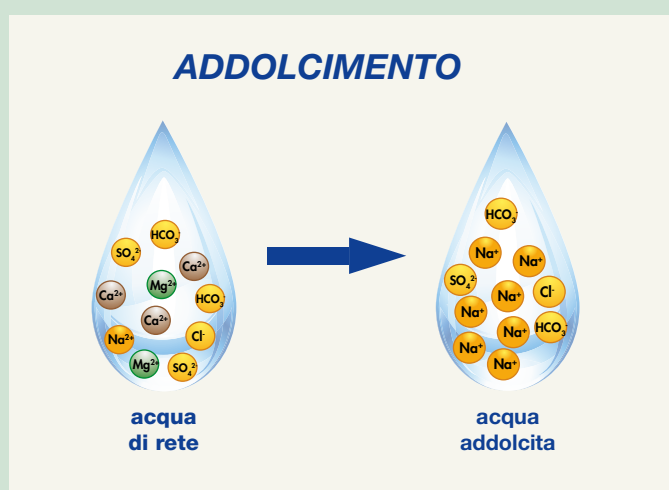 ADDOLCIMENTO
HCO₃⁻
SO₄²⁻
Ca²⁺
Mg²⁺
Ca²⁺
HCO₃⁻
Ca²⁺
Na²⁺
Cl⁻
Mg²⁺
SO₄²⁻
acqua
di rete
HCO₃⁻
Na⁺
Na⁺
SO₄²⁻
Na⁺
Cl⁻
Na⁺
Na⁺
HCO₃⁻
Na⁺
Na⁺
acqua
addolcita